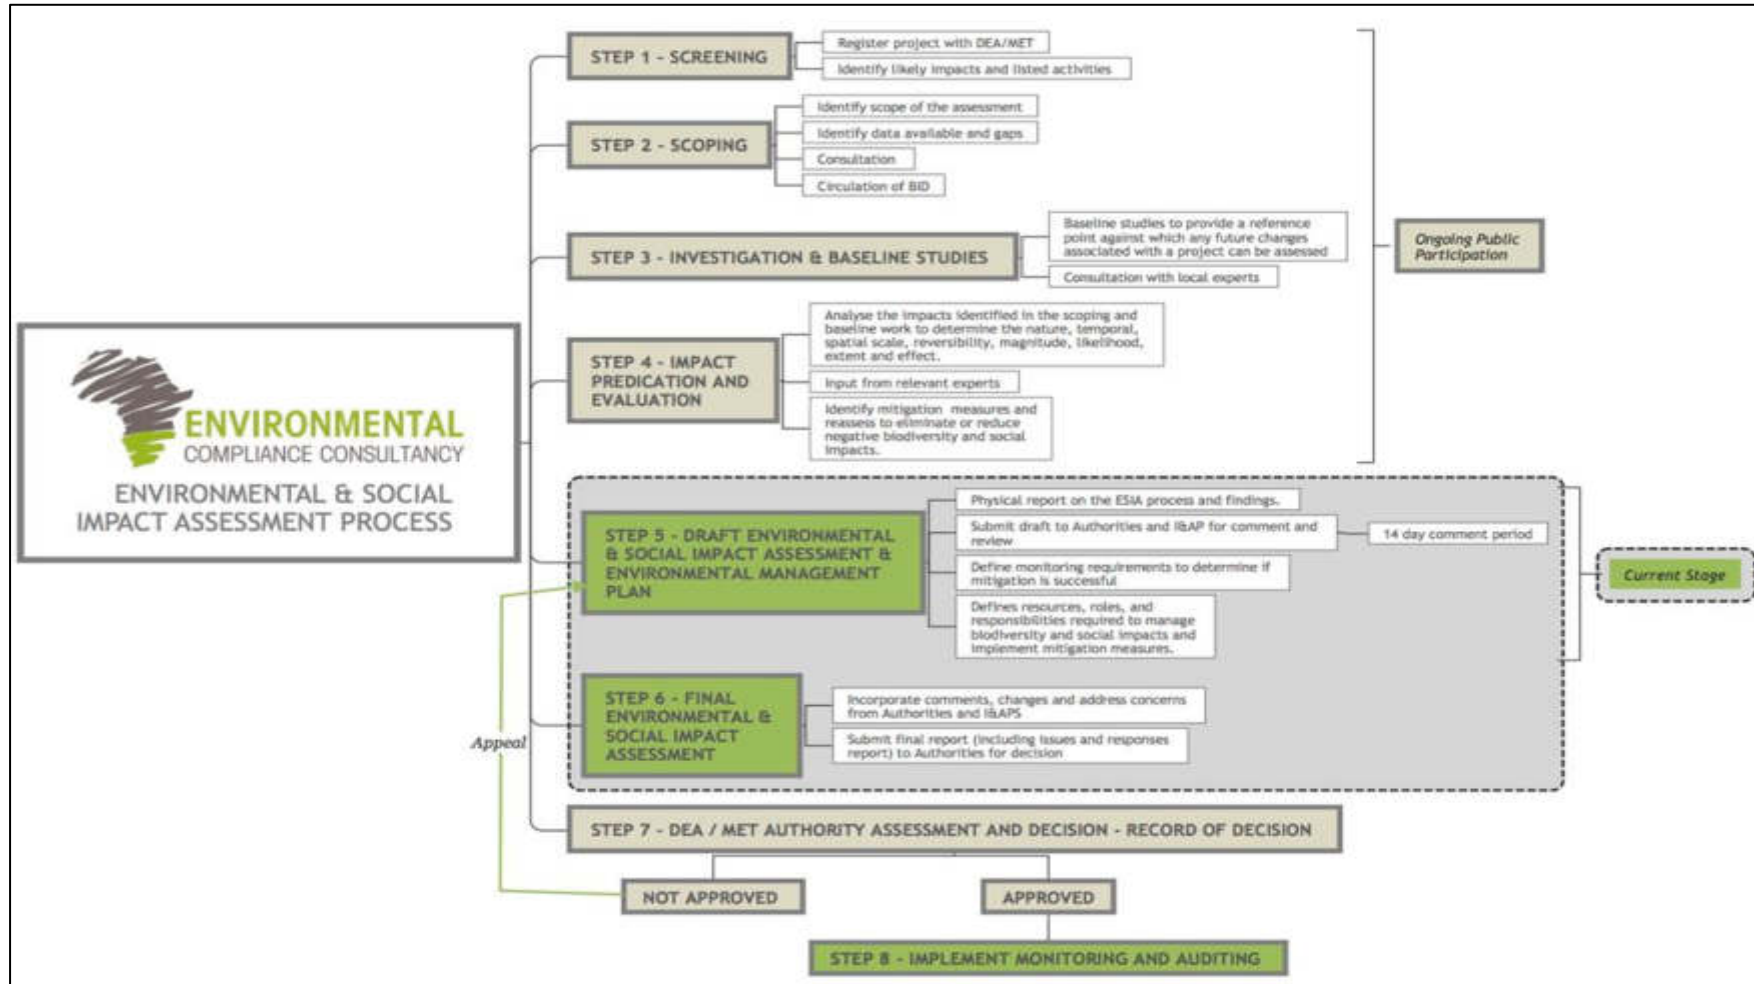 ENVIRONMENTAL
COMPLIANCE CONSULTANCY
ENVIRONMENTAL & SOCIAL
IMPACT ASSESSMENT PROCESS
STEP 1 - SCREENING
Register project with DEA/MET
Identify likely impacts and listed activities
STEP 2 - SCOPING
Identify scope of the assessment
Identify data available and gaps
Consultation
Circulation of BID
STEP 3 - INVESTIGATION & BASELINE STUDIES
Baseline studies to provide a reference
point against which any future changes
associated with a project can be assessed
Consultation with local experts
STEP 4 - IMPACT
PREDICATION AND
EVALUATION
Analyse the impacts identified in the scoping and
baseline work to determine the nature, temporal,
spatial scale, reversibility, magnitude, likelihood,
extent and effect.
Input from relevant experts
Identify mitigation measures and
reassess to eliminate or reduce
negative biodiversity and social
impacts.
Ongoing Public
Participation
STEP 5 - DRAFT ENVIRONMENTAL
& SOCIAL IMPACT ASSESSMENT &
ENVIRONMENTAL MANAGEMENT
PLAN
Physical report on the ESIA process and findings.
Submit draft to Authorities and I&AP for comment and
review
14 day comment period
Define monitoring requirements to determine if
mitigation is successful
Defines resources, roles, and
responsibilities required to manage
biodiversity and social impacts and
implement mitigation measures.
Current Stage
STEP 6 - FINAL
ENVIRONMENTAL &
SOCIAL IMPACT
ASSESSMENT
Incorporate comments, changes and address concerns
from Authorities and I&APS
Submit final report (including issues and responses
report) to Authorities for decision
Appeal
STEP 7 - DEA / MET AUTHORITY ASSESSMENT AND DECISION - RECORD OF DECISION
NOT APPROVED
APPROVED
STEP 8 - IMPLEMENT MONITORING AND AUDITING